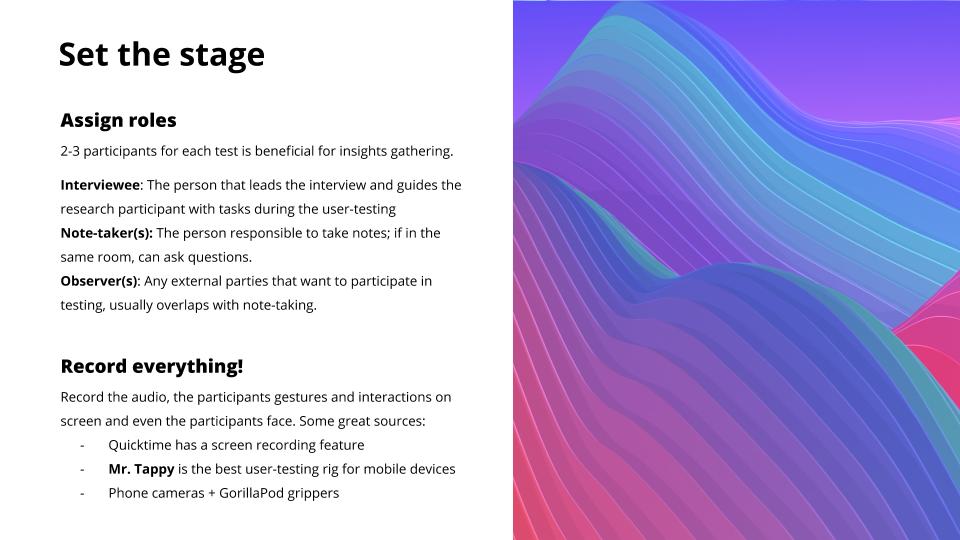 Set the stage
Assign roles
2-3 participants for each test is beneficial for insights gathering.
Interviewee: The person that leads the interview and guides the
research participant with tasks during the user-testing
Note-taker(s): The person responsible to take notes; if in the
same room, can ask questions.
Observer(s): Any external parties that want to participate in
testing, usually overlaps with note-taking.
Record everything!
Record the audio, the participants gestures and interactions on
screen and even the participants face. Some great sources:
- Quicktime has a screen recording feature
- Mr. Tappy is the best user-testing rig for mobile devices
- Phone cameras + GorillaPod grippers